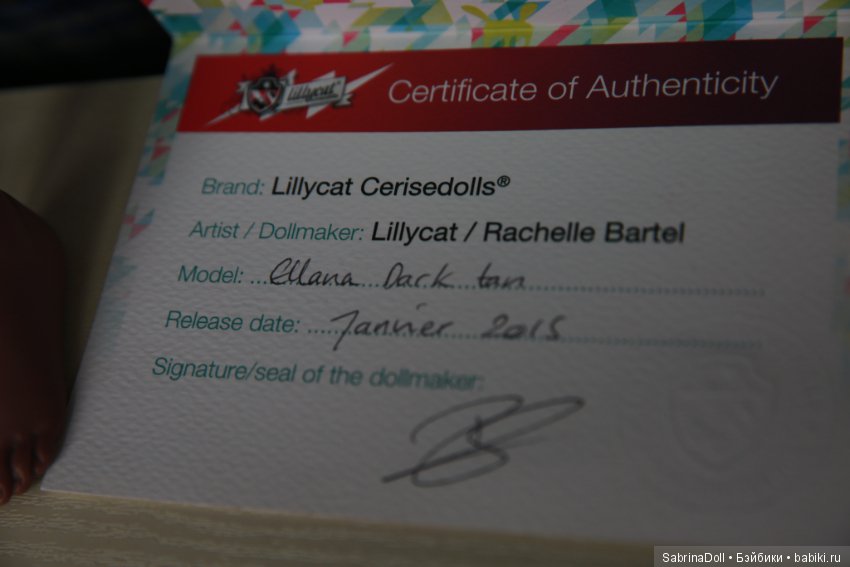 Lillycat
Certificate of Authenticity
Brand: Lillycat Cerisedolls®
Artist / Dollmaker: Lillycat / Rachelle Bartel
Model: Ellana Dark tan
Release date: Janvier 2015
Signature/seal of the dollmaker:
SabrinaDoll • Бэйбики • babiki.ru